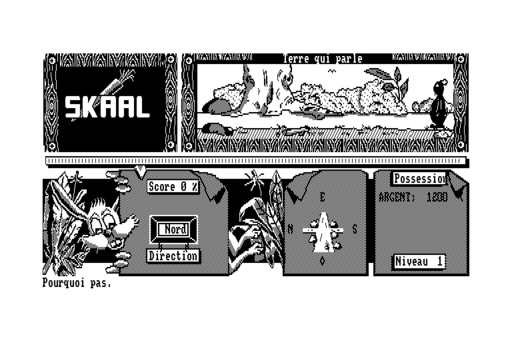 Terre qui parle
SKAAL
Score 0 %
Nord
Direction
E
N S
O
Possession
ARGENT: 1200
Niveau 1
Pourquoi pas.